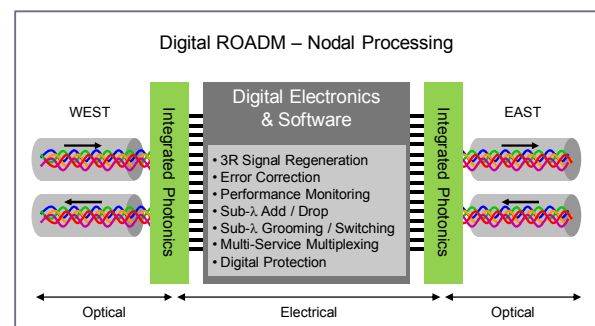 Digital ROADM – Nodal Processing
WEST
Integrated Photonics
Digital Electronics
& Software
• 3R Signal Regeneration
• Error Correction
• Performance Monitoring
• Sub-λ Add / Drop
• Sub-λ Grooming / Switching
• Multi-Service Multiplexing
• Digital Protection
Integrated Photonics
EAST
Optical
Electrical
Optical